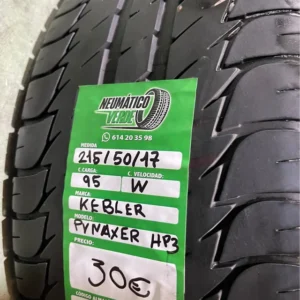 NEUMÁTICO
VERDE
614 20 35 98
MEDIDA
215/50/17
C. CARGA: C. VELOCIDAD:
95 W
MARCA:
KEBLER
MODELO:
PYNAXER HP3
PRECIO:
30€